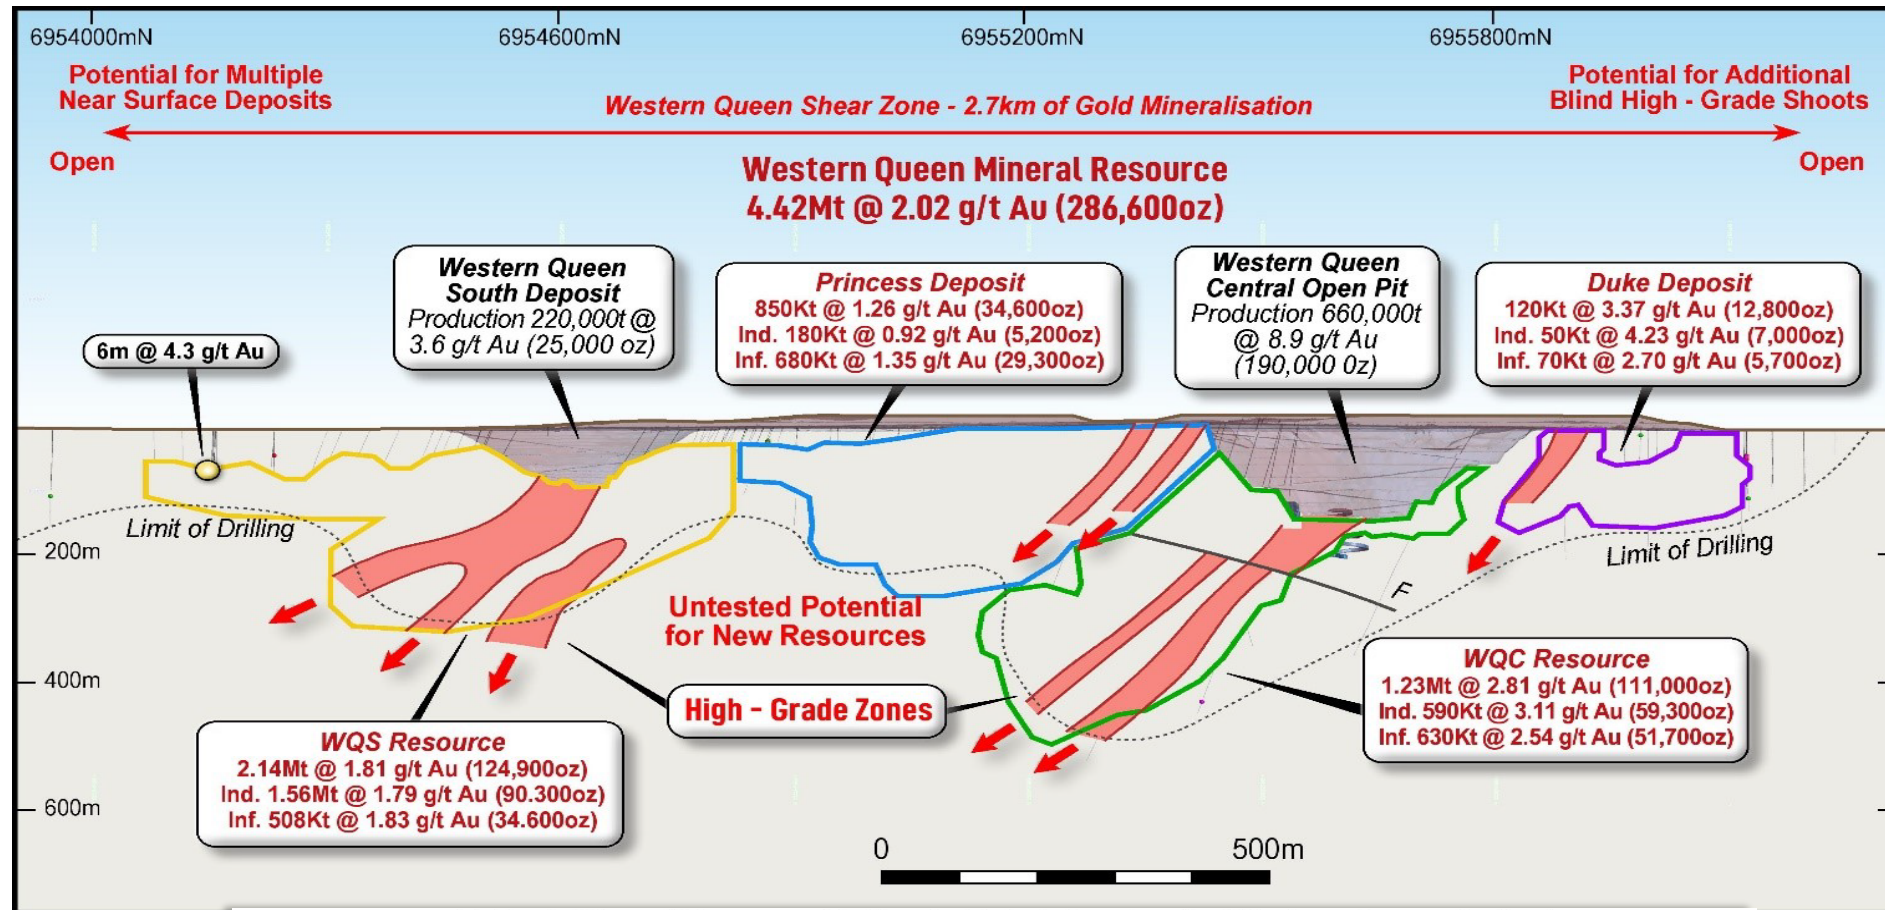 6954000mN
6954600mN
6955200mN
6955800mN
Potential for Multiple
Near Surface Deposits
Western Queen Shear Zone - 2.7km of Gold Mineralisation
Potential for Additional
Blind High - Grade Shoots
Open
Open
Western Queen Mineral Resource
4.42Mt @ 2.02 g/t Au (286,600oz)
6m @ 4.3 g/t Au
Western Queen
South Deposit
Production 220,000t @
3.6 g/t Au (25,000 oz)
Princess Deposit
850Kt @ 1.26 g/t Au (34,600oz)
Ind. 180Kt @ 0.92 g/t Au (5,200oz)
Inf. 680Kt @ 1.35 g/t Au (29,300oz)
Western Queen
Central Open Pit
Production 660,000t
@ 8.9 g/t Au
(190,000 0z)
Duke Deposit
120Kt @ 3.37 g/t Au (12,800oz)
Ind. 50Kt @ 4.23 g/t Au (7,000oz)
Inf. 70Kt @ 2.70 g/t Au (5,700oz)
Limit of Drilling
Limit of Drilling
200m
400m
600m
F
Untested Potential
for New Resources
High - Grade Zones
WQS Resource
2.14Mt @ 1.81 g/t Au (124,900oz)
Ind. 1.56Mt @ 1.79 g/t Au (90.300oz)
Inf. 508Kt @ 1.83 g/t Au (34.600oz)
WQC Resource
1.23Mt @ 2.81 g/t Au (111,000oz)
Ind. 590Kt @ 3.11 g/t Au (59,300oz)
Inf. 630Kt @ 2.54 g/t Au (51,700oz)
0
500m